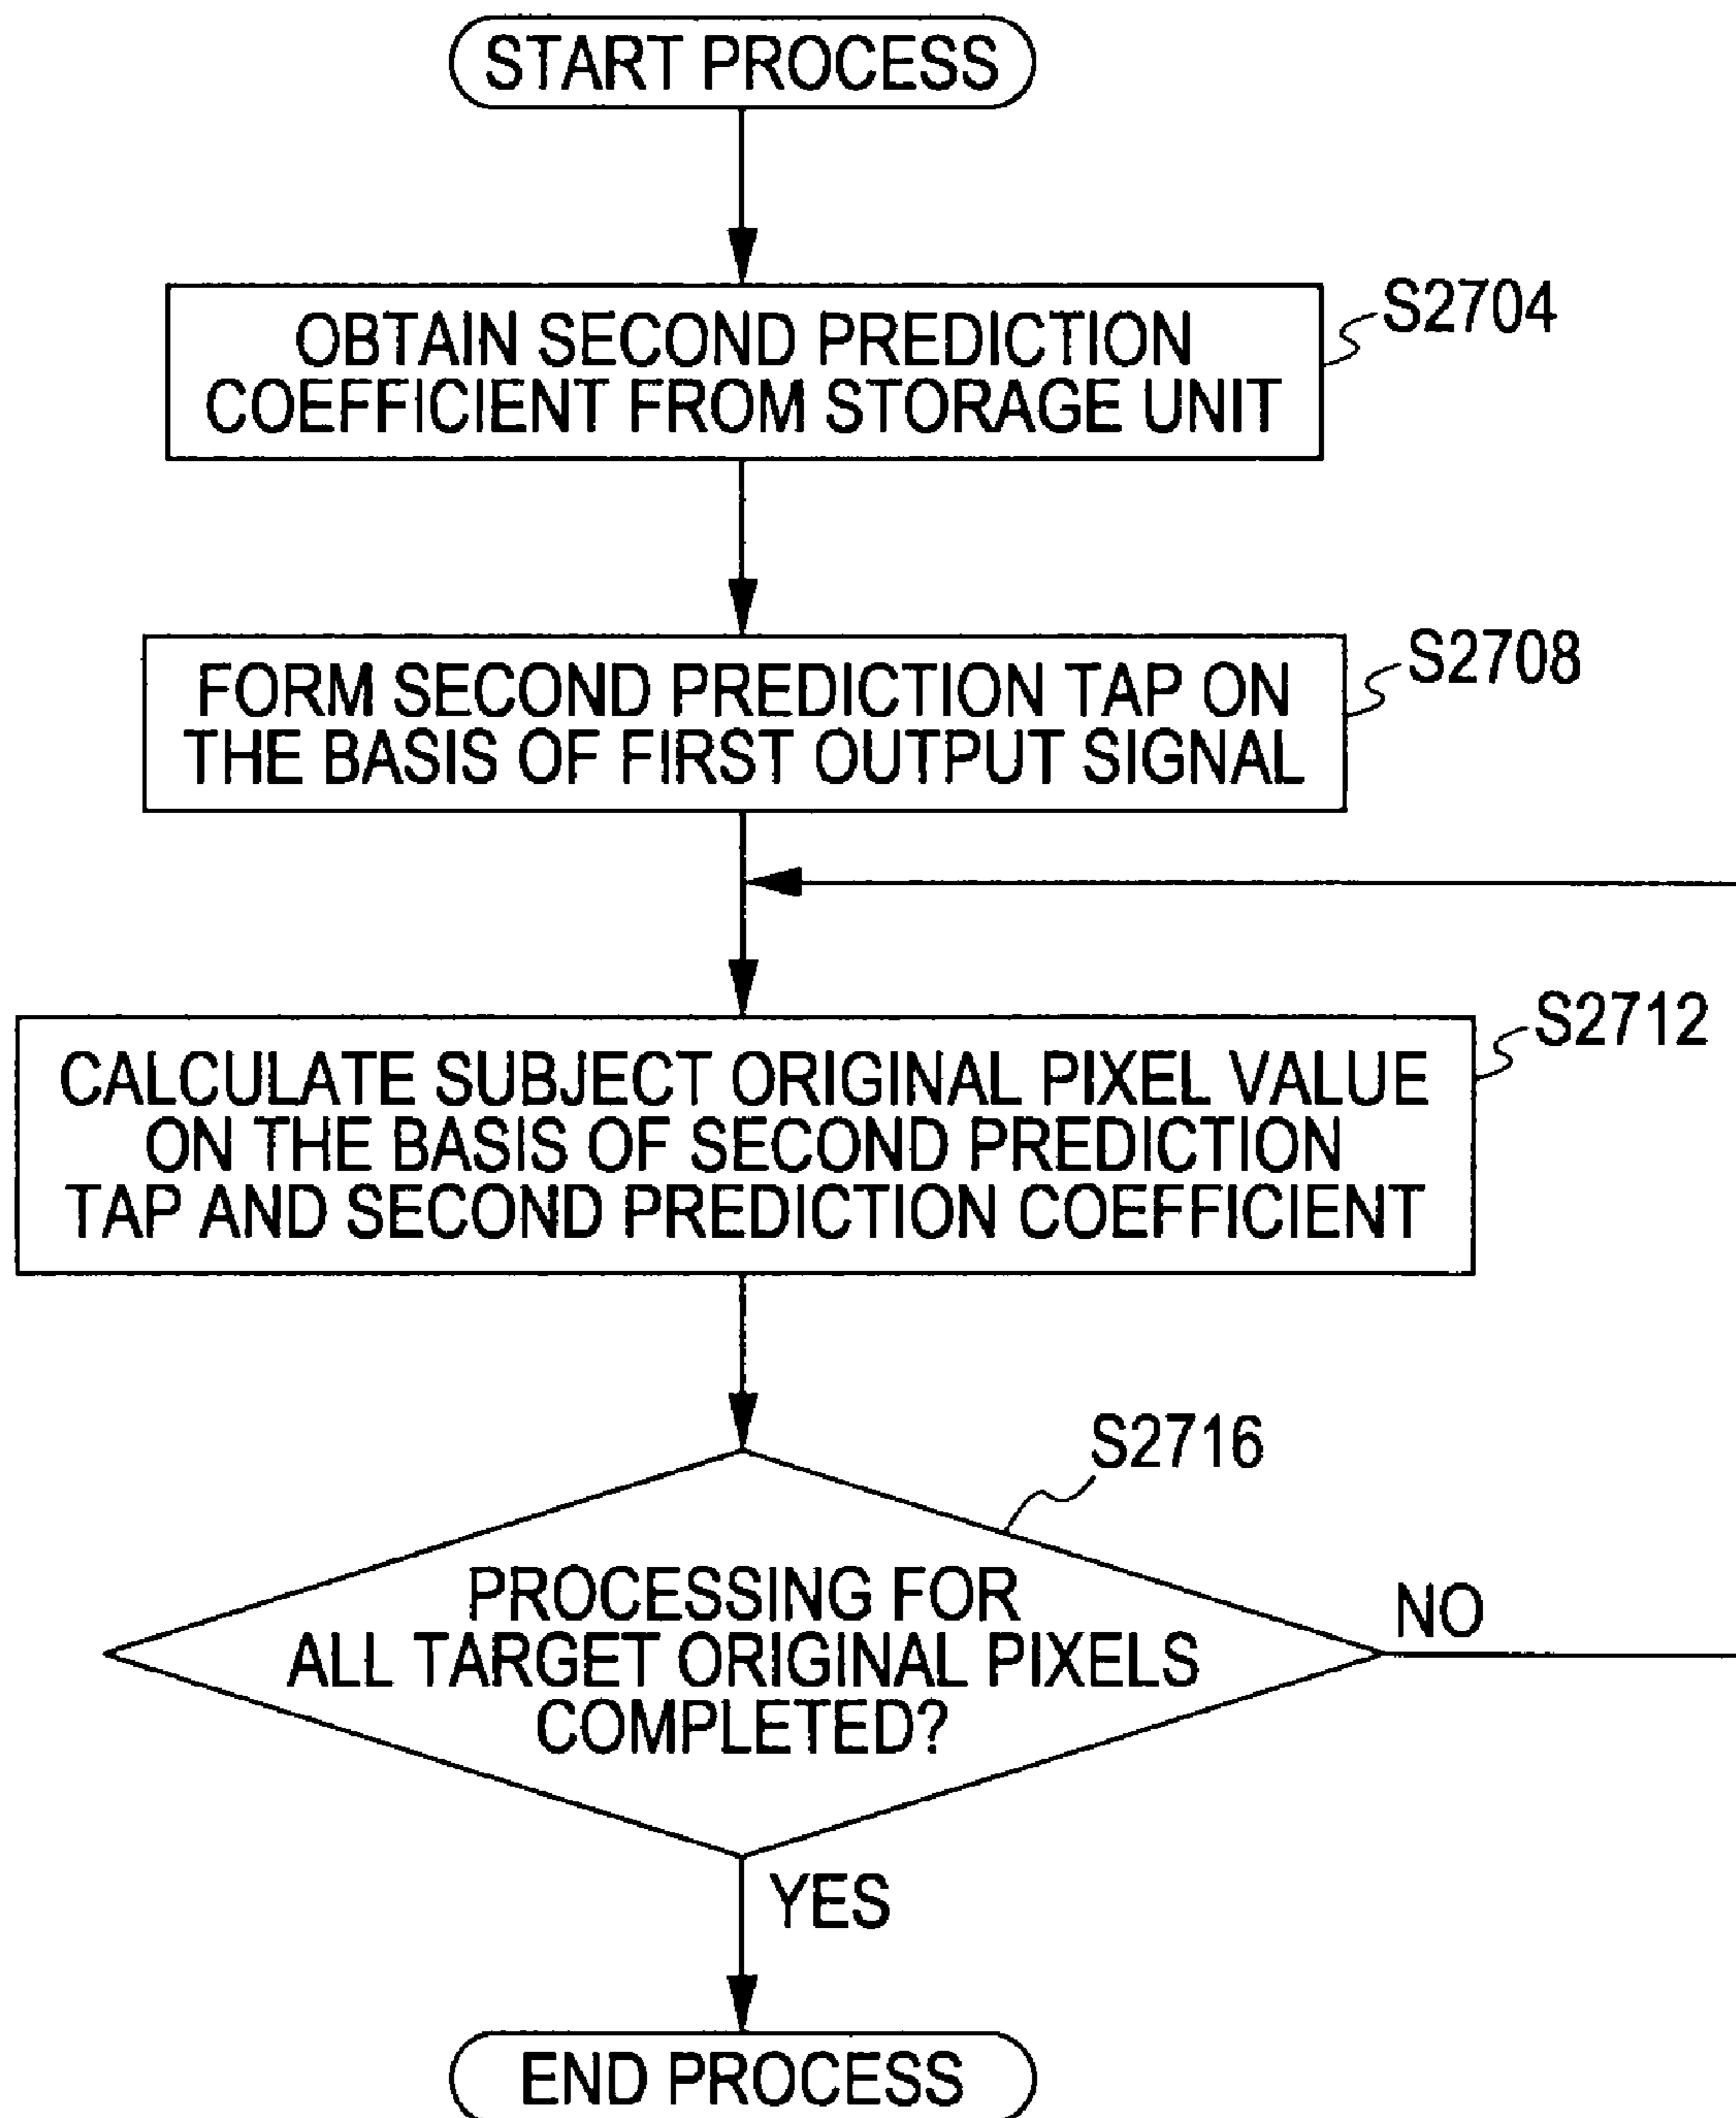 START PROCESS
OBTAIN SECOND PREDICTION
COEFFICIENT FROM STORAGE UNIT
S2704
FORM SECOND PREDICTION TAP ON
THE BASIS OF FIRST OUTPUT SIGNAL
S2708
CALCULATE SUBJECT ORIGINAL PIXEL VALUE
ON THE BASIS OF SECOND PREDICTION
TAP AND SECOND PREDICTION COEFFICIENT
S2712
S2716
PROCESSING FOR
ALL TARGET ORIGINAL PIXELS
COMPLETED?
NO
YES
END PROCESS